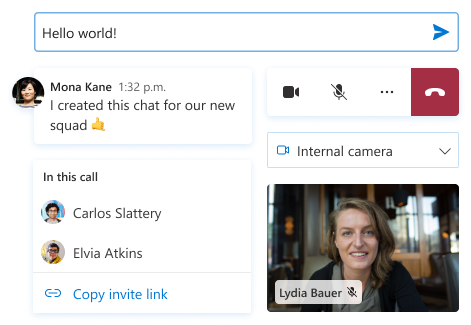 Hello world!
Mona Kane 1:32 p.m.
I created this chat for our new
squad 🤙
Internal camera
In this call
Carlos Slattery
Elvia Atkins
Copy invite link
Lydia Bauer